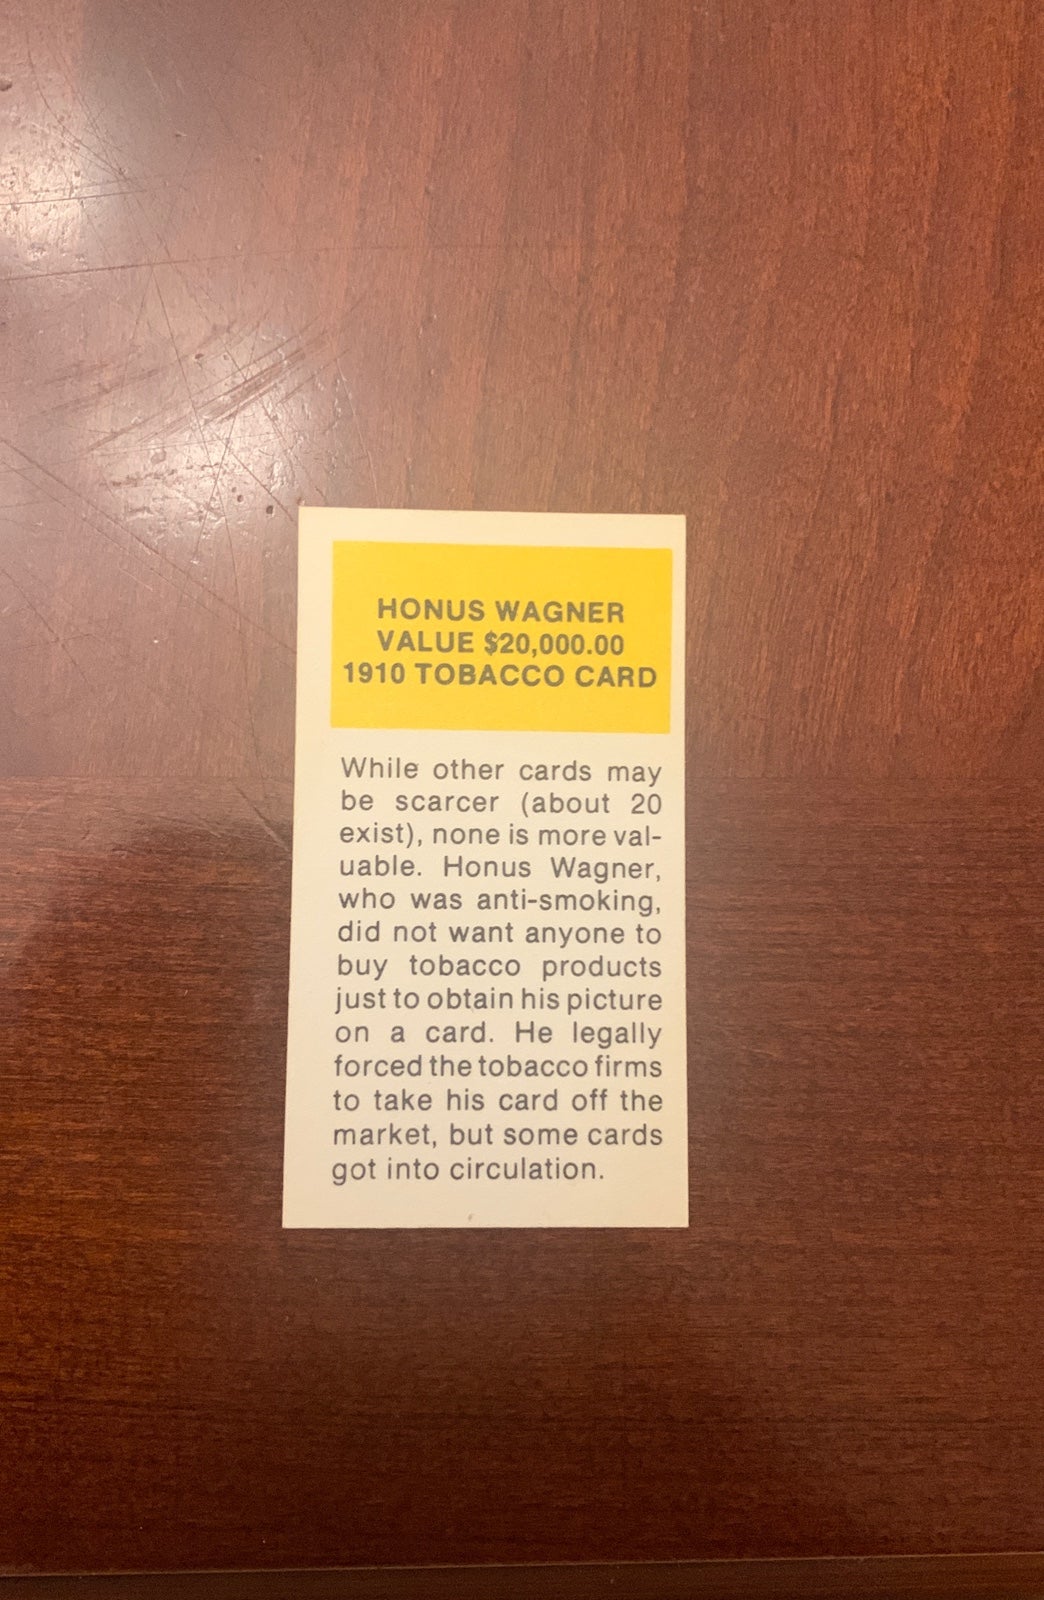 HONUS WAGNER
VALUE $20,000.00
1910 TOBACCO CARD
While other cards may
be scarcer (about 20
exist), none is more val-
uable. Honus Wagner,
who was anti-smoking,
did not want anyone to
buy tobacco products
just to obtain his picture
on a card. He legally
forced the tobacco firms
to take his card off the
market, but some cards
got into circulation.